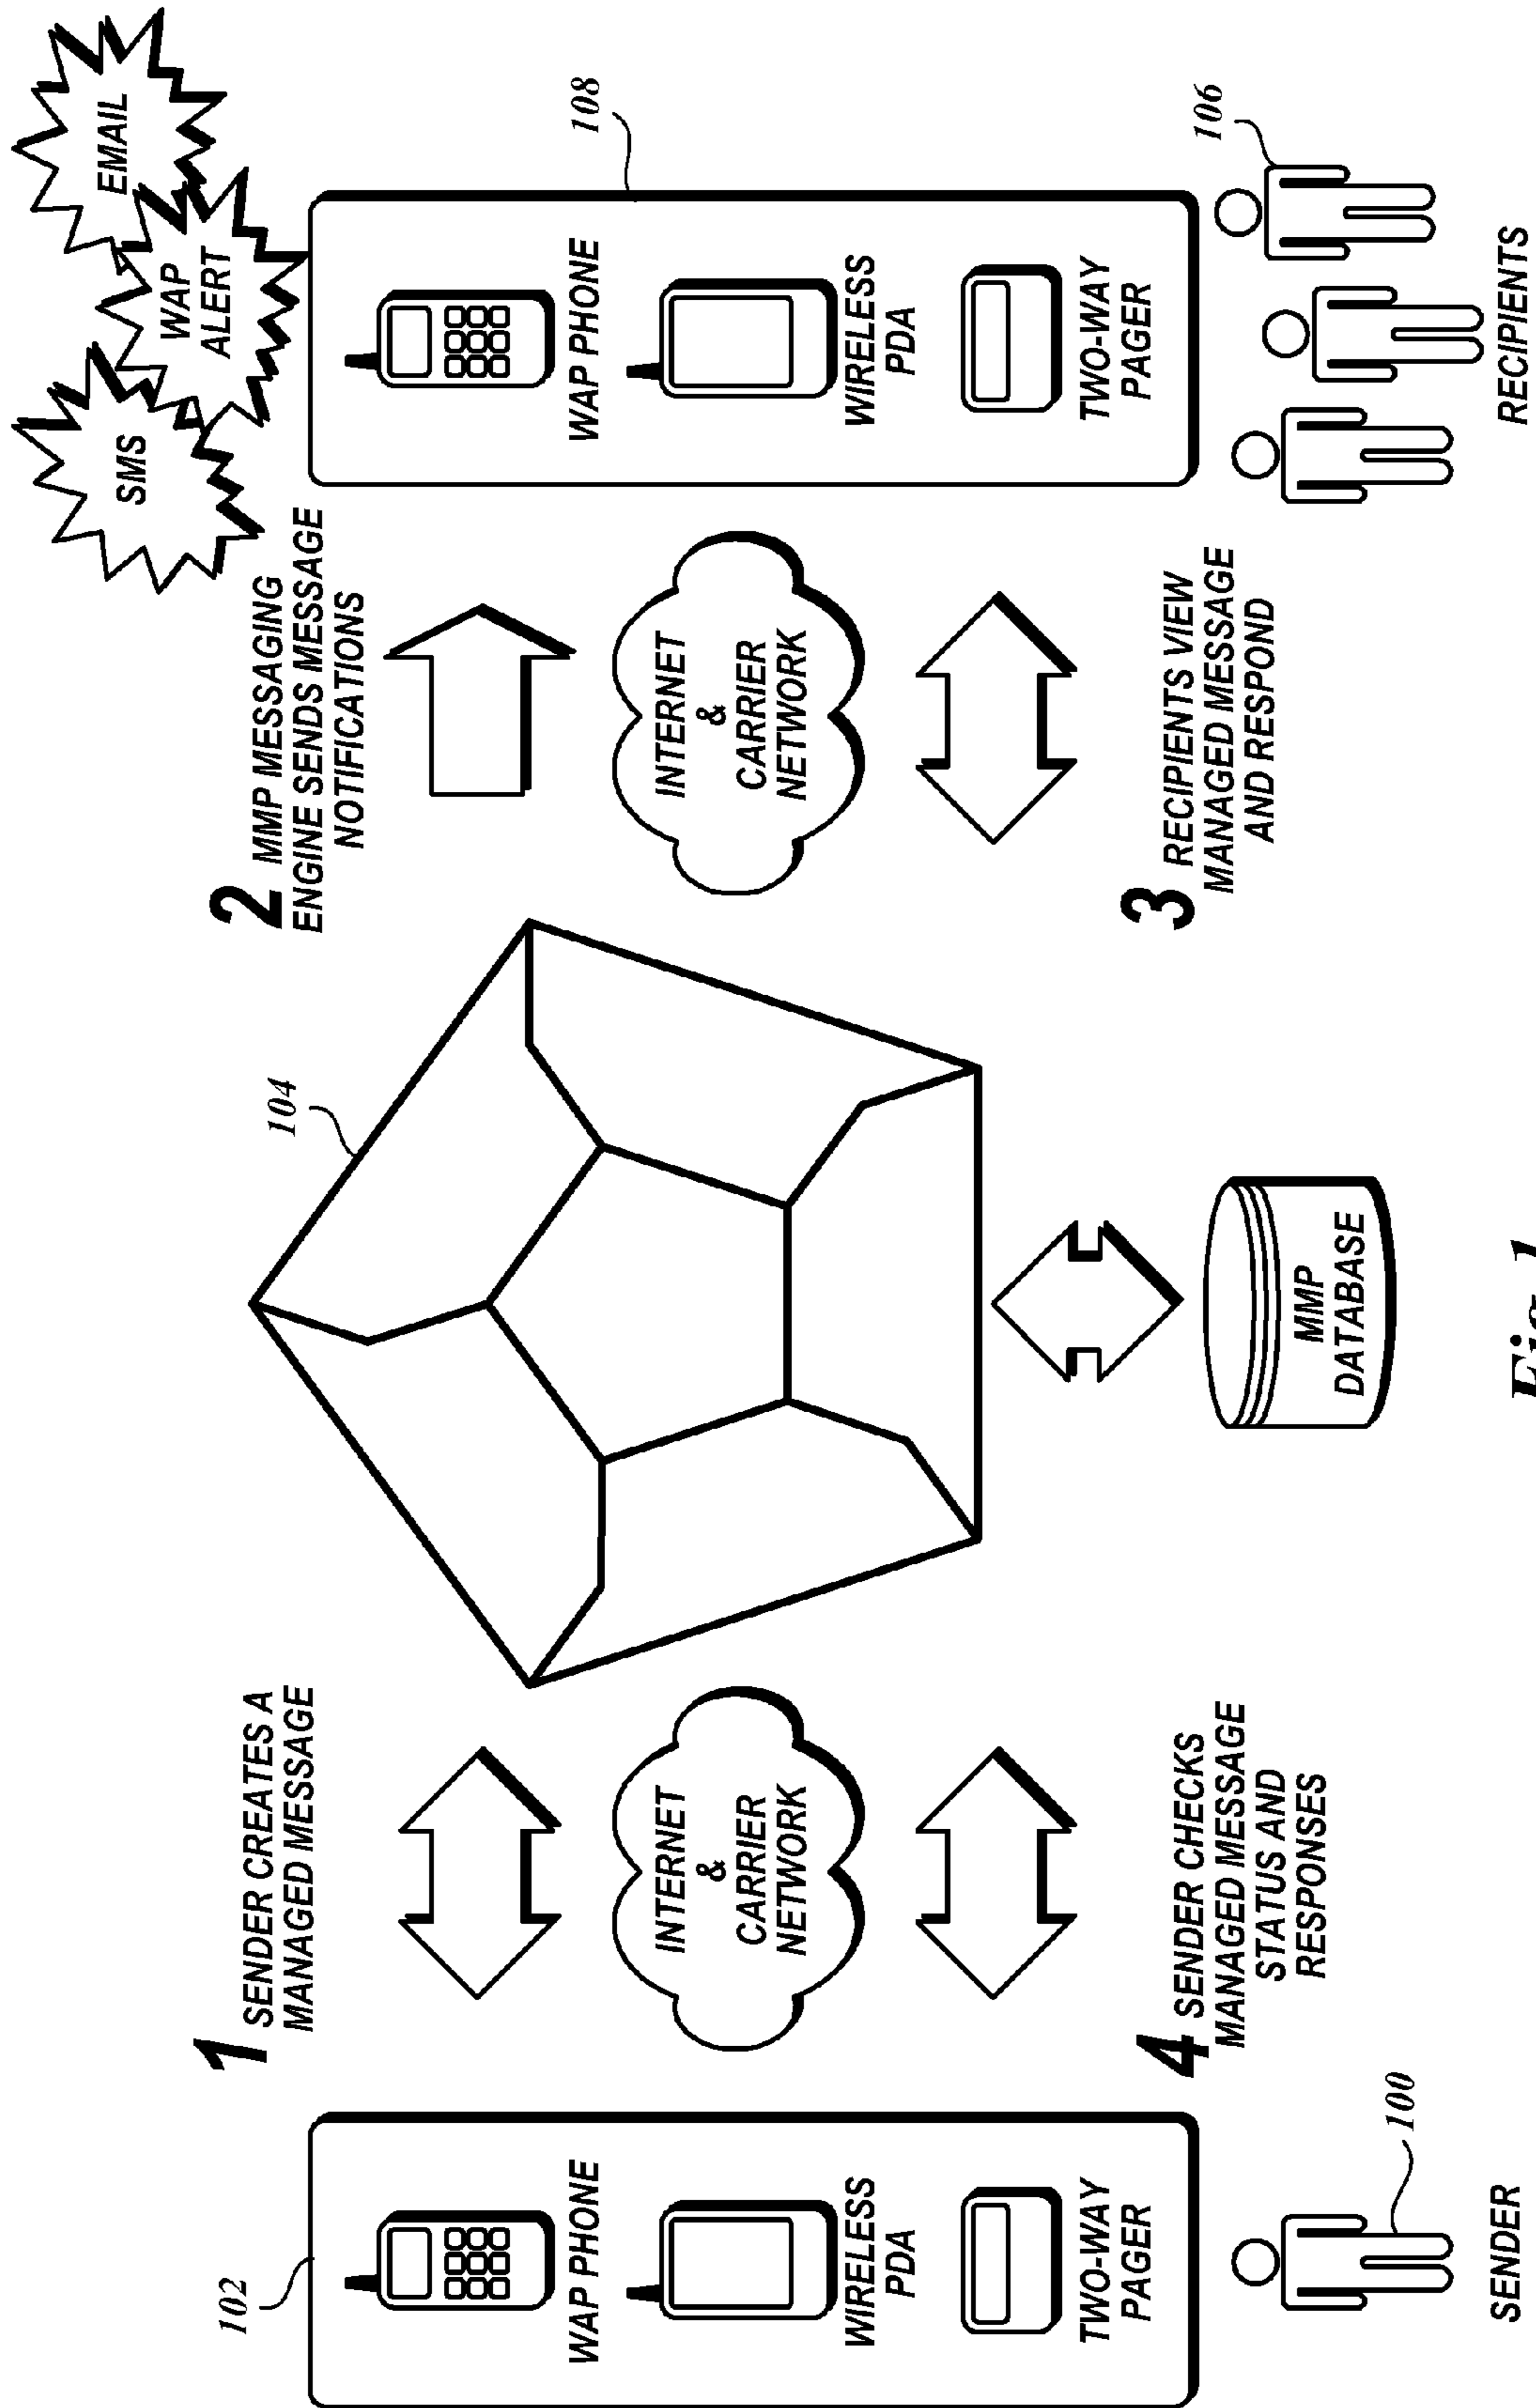 SMS
WAP
ALERT
EMAIL
1
SENDER CREATES A
MANAGED MESSAGE
2
MMP MESSAGING
ENGINE SENDS MESSAGE
NOTIFICATIONS
102
104
108
WAP PHONE
WIRELESS
PDA
TWO-WAY
PAGER
INTERNET
&
CARRIER
NETWORK
INTERNET
&
CARRIER
NETWORK
WAP PHONE
WIRELESS
PDA
TWO-WAY
PAGER
4
SENDER CHECKS
MANAGED MESSAGE
STATUS AND
RESPONSES
3
RECIPIENTS VIEW
MANAGED MESSAGE
AND RESPOND
MMP
DATABASE
100
106
SENDER
RECIPIENTS
Fig.1